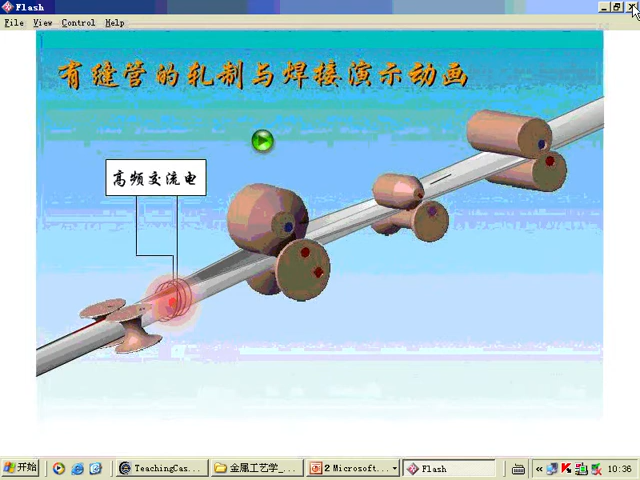 Flash
File View Control Help
有缝管的轧制与焊接演示动画
高频交流电
开始
TeachingCas...
金属工艺学_...
2 Microsoft...
Flash
«
10:36